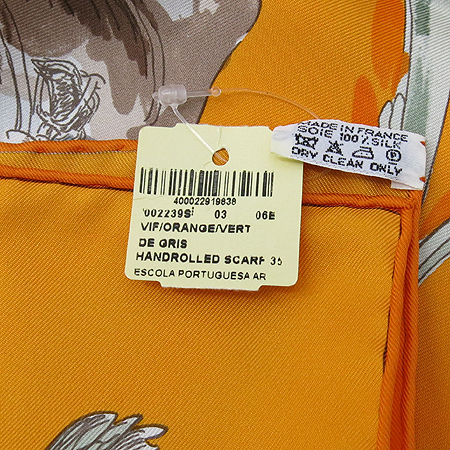 400022919838
002239S 03 06E
VIF/ORANGE/VERT
DE GRIS
HANDROLLED SCARF 35
ESCOLA PORTUGUESA AR
MADE IN FRANCE
SOIE 100% SILK
DRY CLEAN ONLY